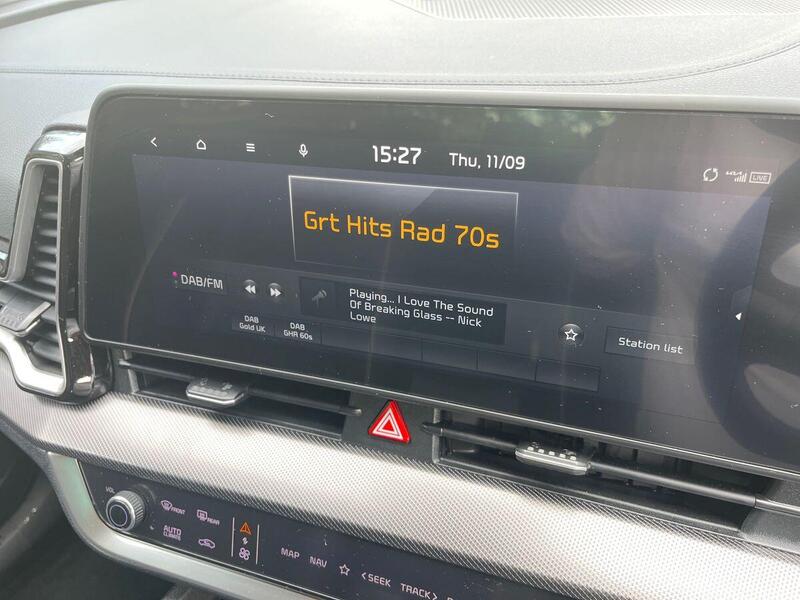 15:27 Thu, 11/09
LIVE
Grt Hits Rad 70s
DAB/FM
Playing... I Love The Sound
Of Breaking Glass -- Nick
Lowe
DAB
Gold UK
DAB
GHR 60s
Station list
VOL
FRONT
REAR
AUTO
CLIMATE
MAP
NAV
<SEEK
TRACK>